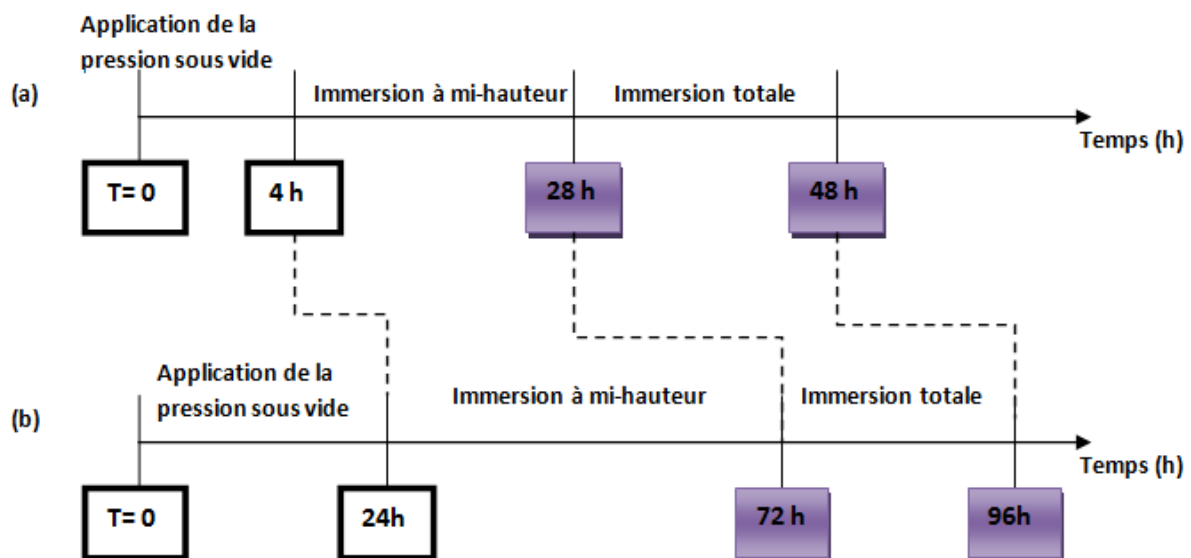 Application de la
pression sous vide
(a)
Immersion à mi-hauteur
Immersion totale
Temps (h)
T= 0
4 h
28 h
48 h
Application de la
pression sous vide
(b)
Immersion à mi-hauteur
Immersion totale
Temps (h)
T= 0
24h
72 h
96h